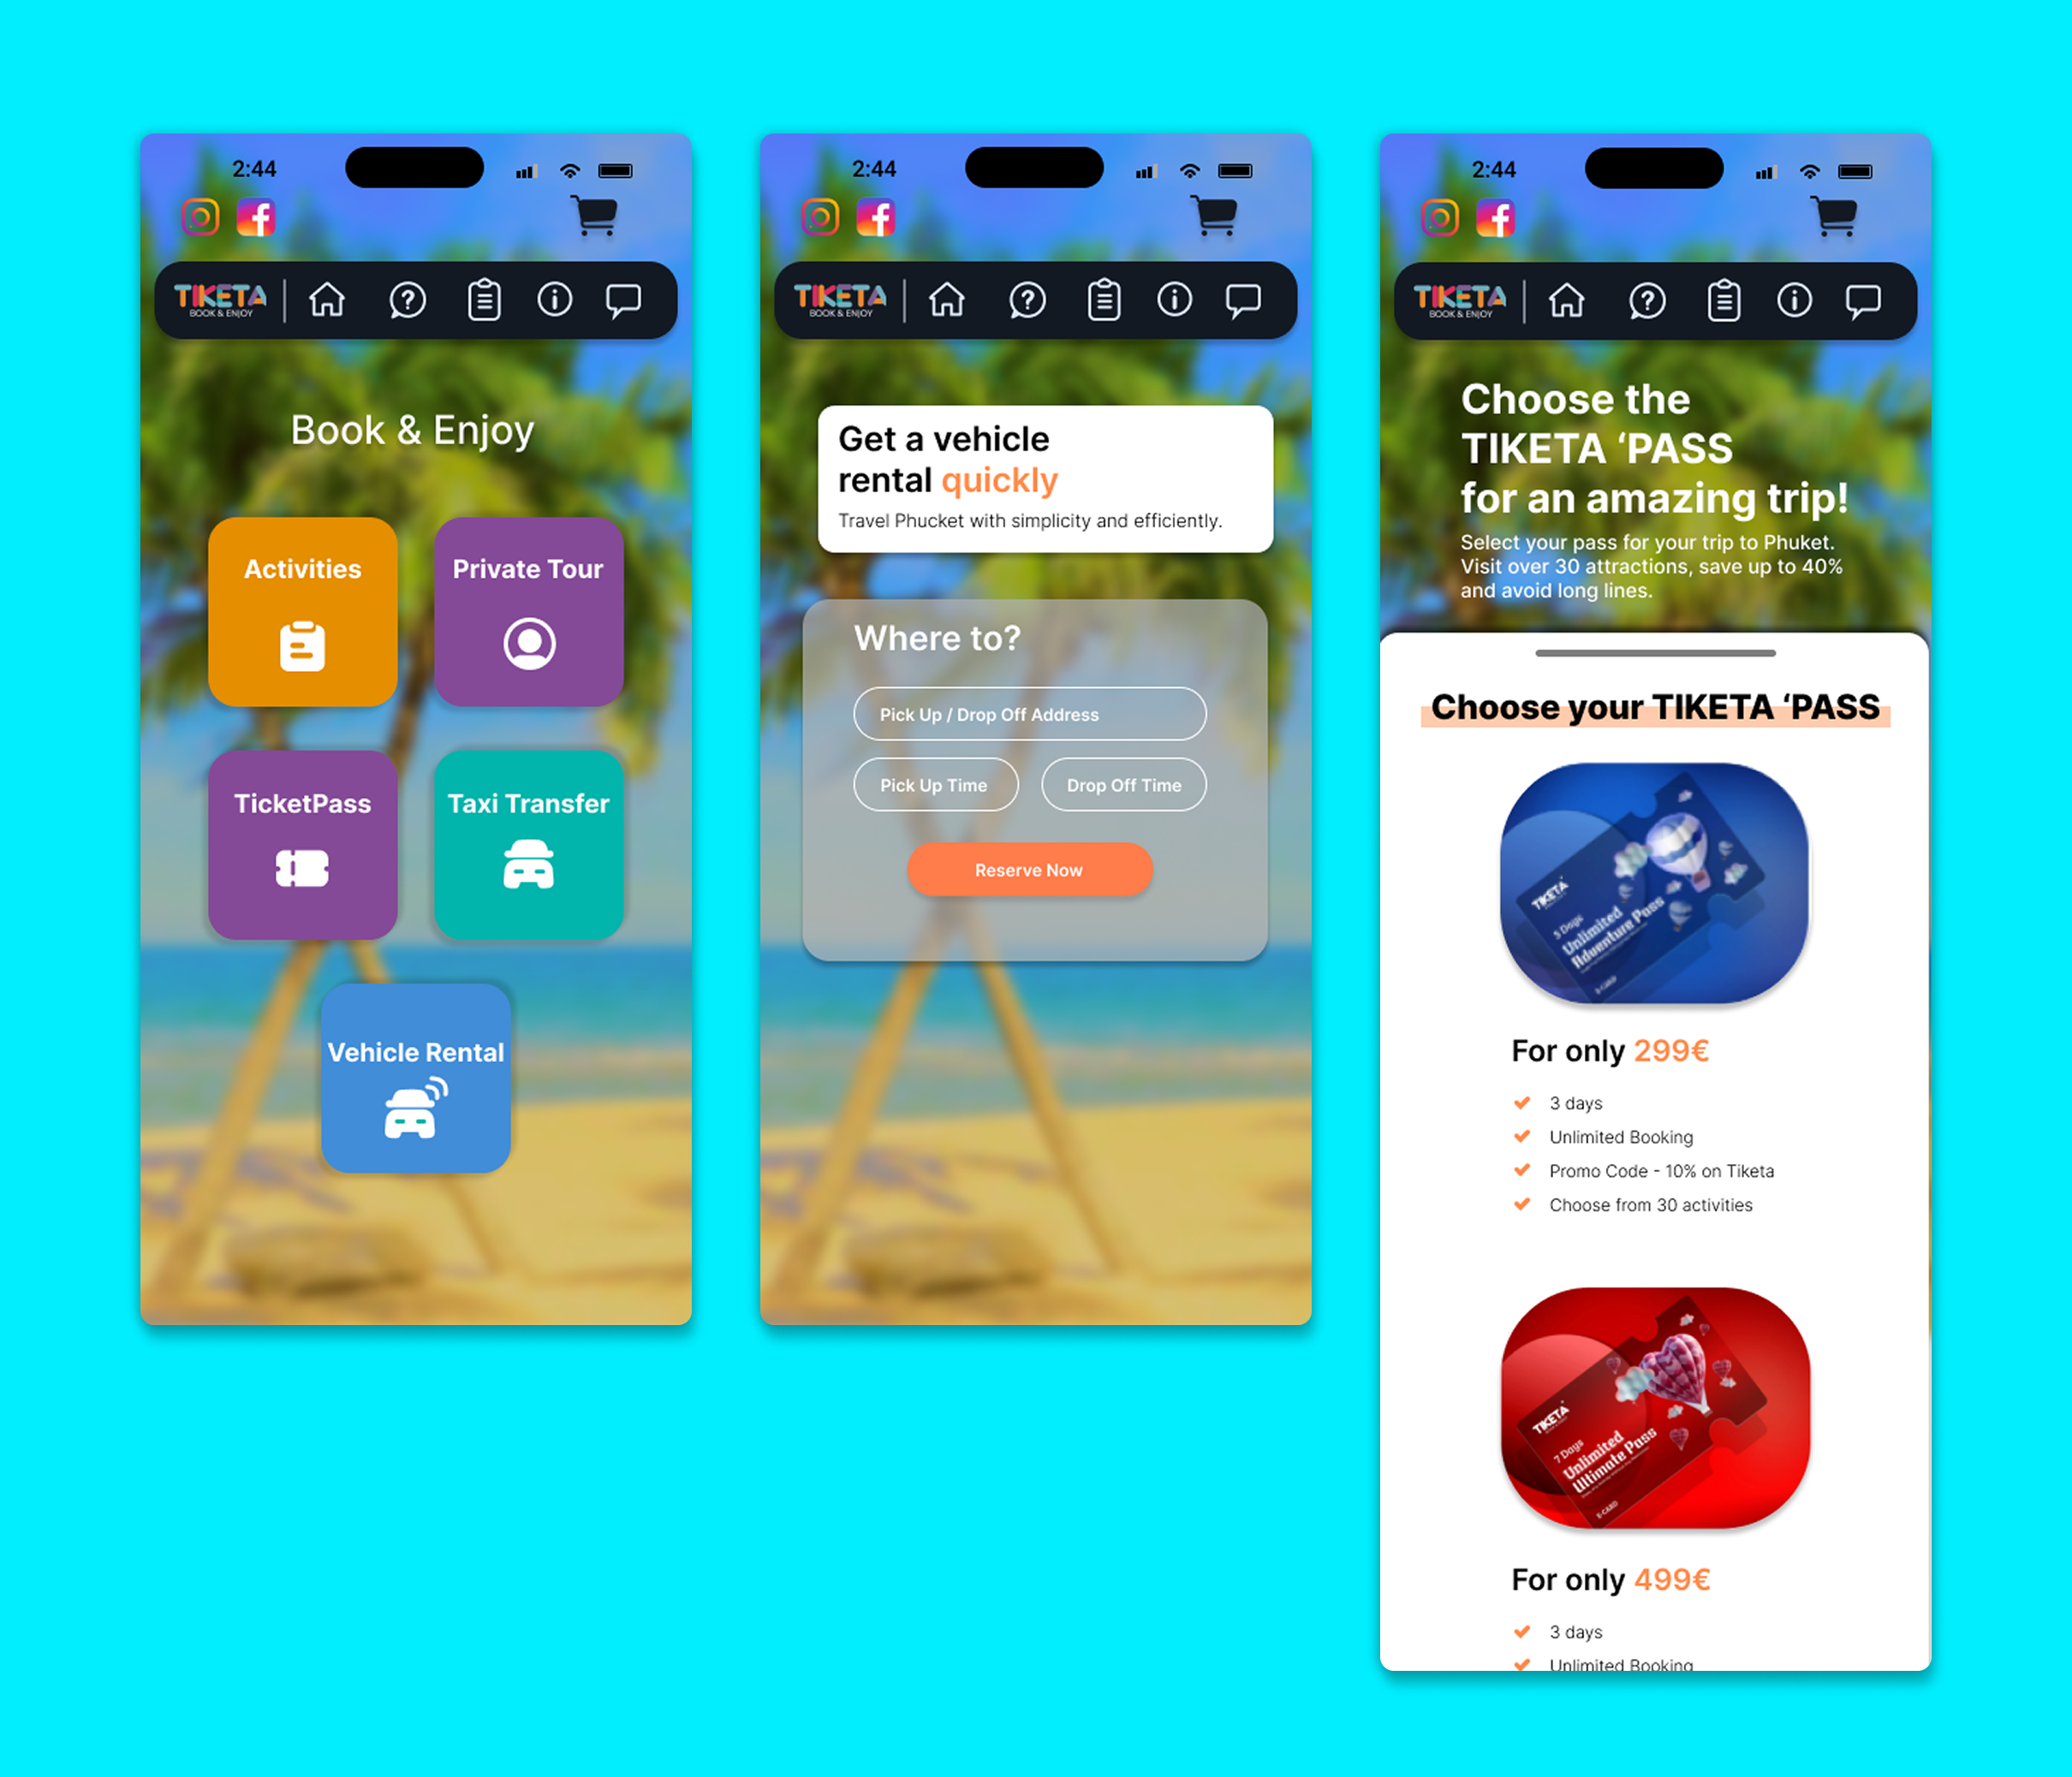 2:44
TIKETA
BOOK & ENJOY
Book & Enjoy
Activities
Private Tour
TicketPass
Taxi Transfer
Vehicle Rental
2:44
TIKETA
BOOK & ENJOY
Get a vehicle
rental quickly
Travel Phucket with simplicity and efficiently.
Where to?
Pick Up / Drop Off Address
Pick Up Time
Drop Off Time
Reserve Now
2:44
TIKETA
BOOK & ENJOY
Choose the
TIKETA ‘PASS
for an amazing trip!
Select your pass for your trip to Phuket.
Visit over 30 attractions, save up to 40%
and avoid long lines.
Choose your TIKETA ‘PASS
TIKETA
3 Days
Unlimited
Adventure Pass
E-CARD
For only 299€
3 days
Unlimited Booking
Promo Code - 10% on Tiketa
Choose from 30 activities
TIKETA
7 Days
Unlimited
Ultimate Pass
E-CARD
For only 499€
3 days
Unlimited Booking